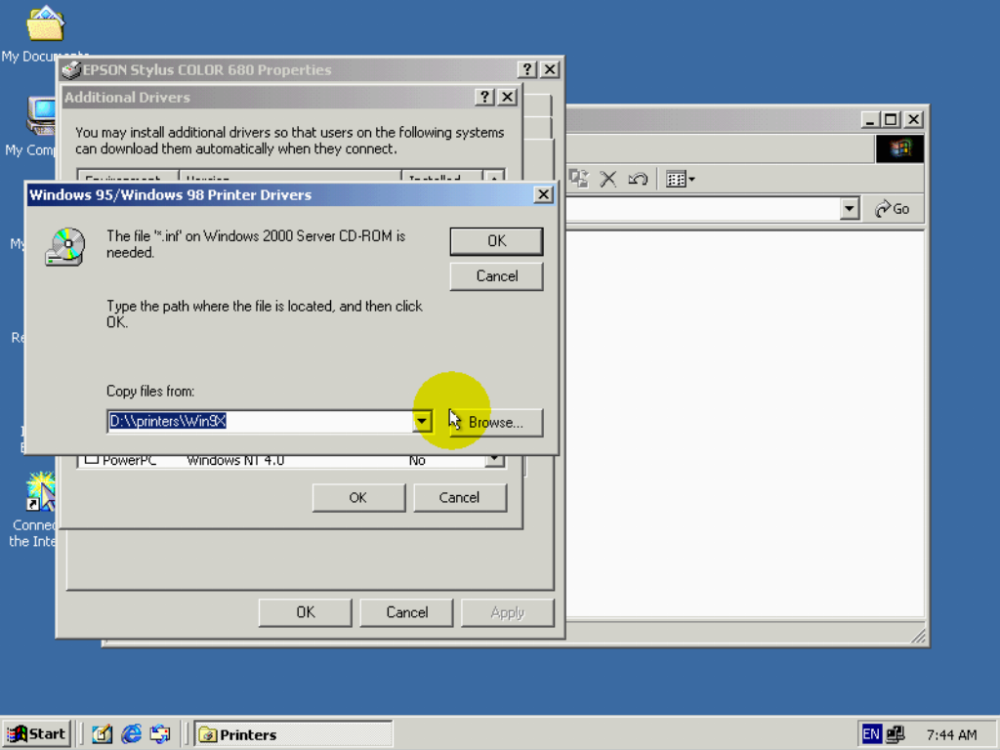 My Documents
EPSON Stylus COLOR 680 Properties
Additional Drivers
You may install additional drivers so that users on the following systems
can download them automatically when they connect.
Environment Version Installed
Windows 95/Windows 98 Printer Drivers
The file '*.inf' on Windows 2000 Server CD-ROM is
needed.
OK
Cancel
Type the path where the file is located, and then click
OK.
Copy files from:
D:\\printers\Win9X
Browse...
PowerPC Windows NT 4.0 No
OK Cancel
OK Cancel Apply
Go
My Comp
My
Re
Connec
the Inte
Start
Printers
EN
7:44 AM